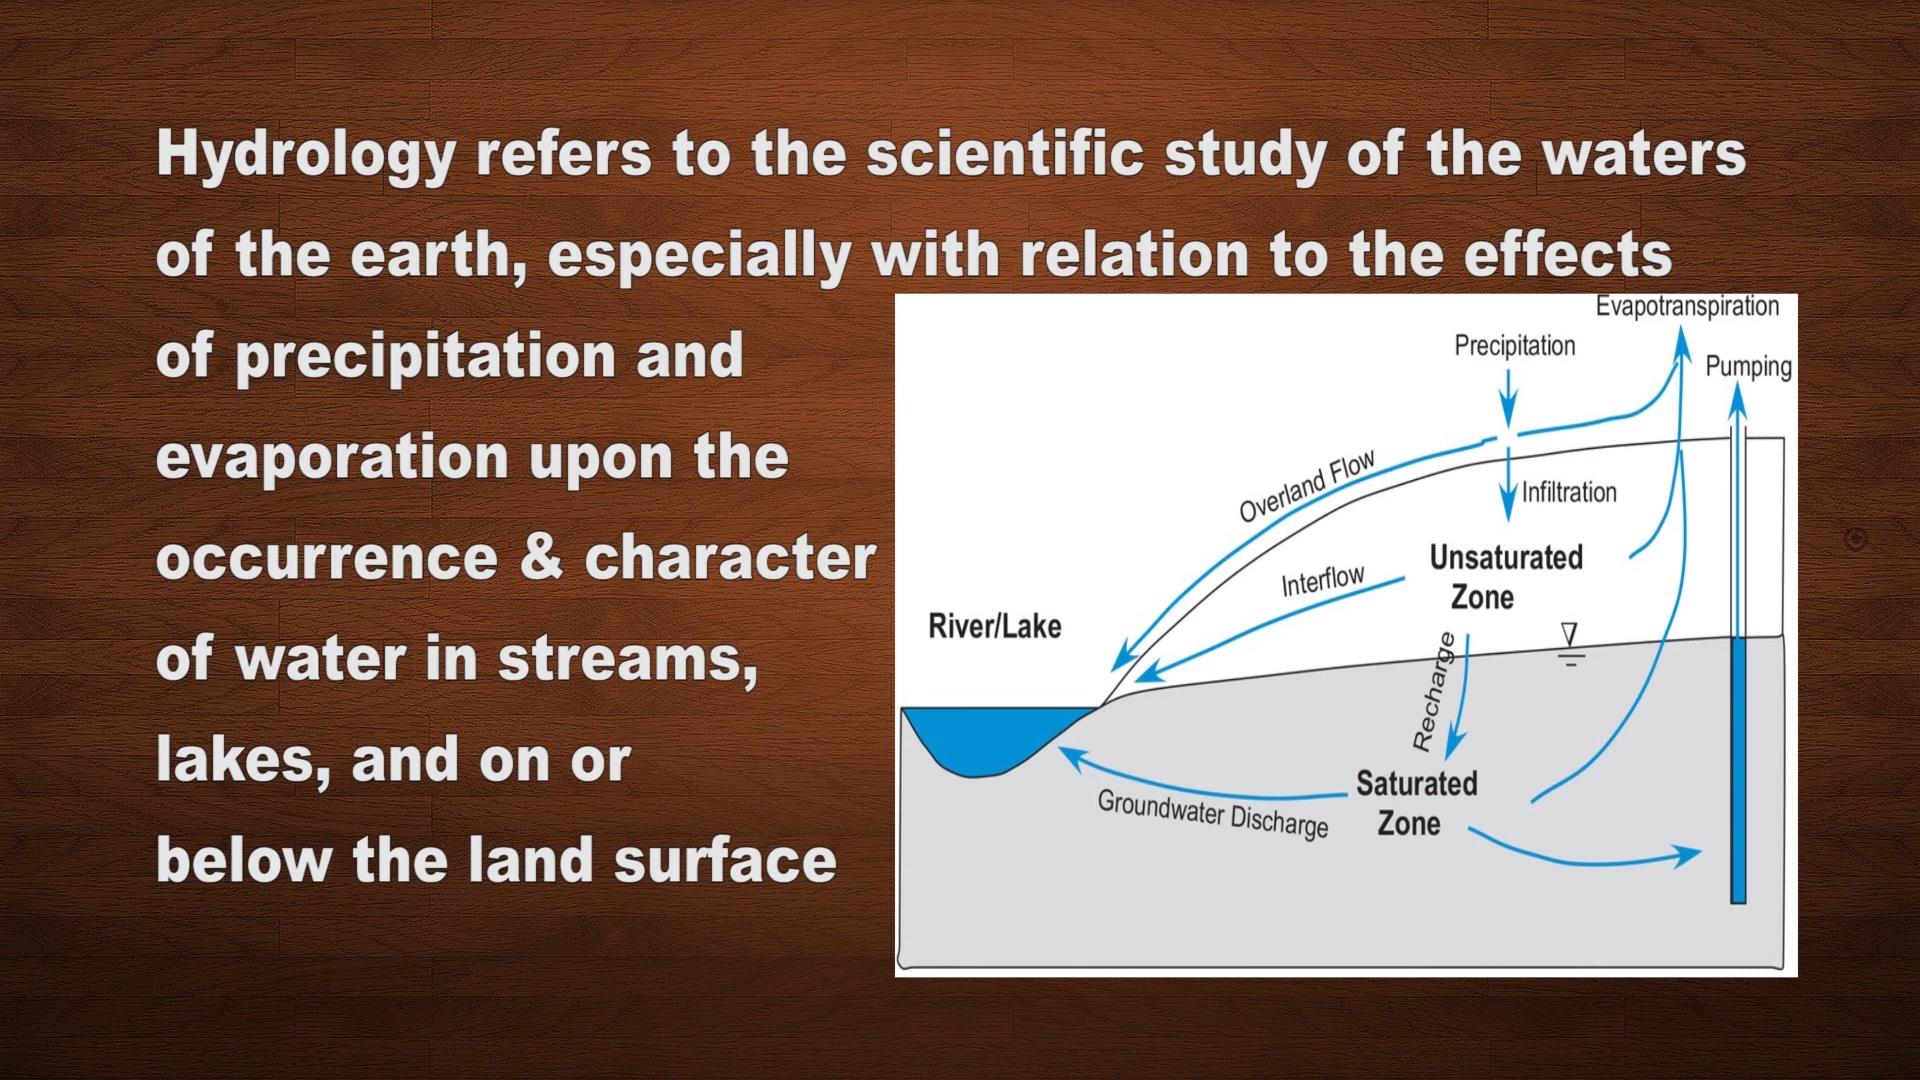 Hydrology refers to the scientific study of the waters
of the earth, especially with relation to the effects
of precipitation and
evaporation upon the
occurrence & character
of water in streams,
lakes, and on or
below the land surface
Evapotranspiration
Precipitation
Pumping
Overland Flow
Infiltration
Unsaturated
Zone
Interflow
River/Lake
Recharge
Saturated
Zone
Groundwater Discharge